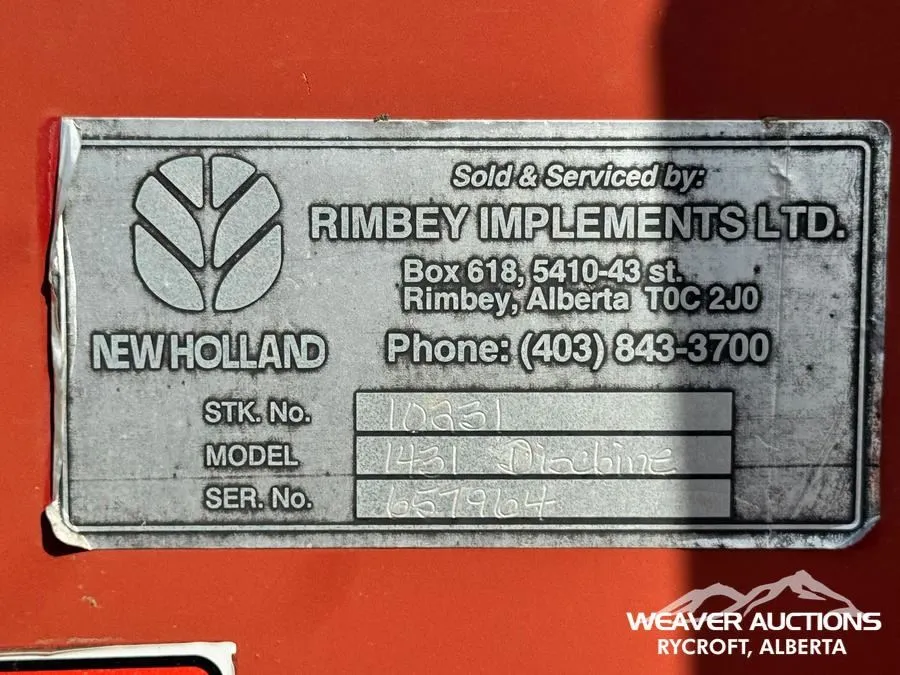 Sold & Serviced by:
RIMBEY IMPLEMENTS LTD.
Box 618, 5410-43 st.
Rimbey, Alberta T0C 2J0
Phone: (403) 843-3700
NEW HOLLAND
STK. No. 10231
MODEL 1431 Discbine
SER. No. 657964
WEAVER AUCTIONS
RYCROFT, ALBERTA